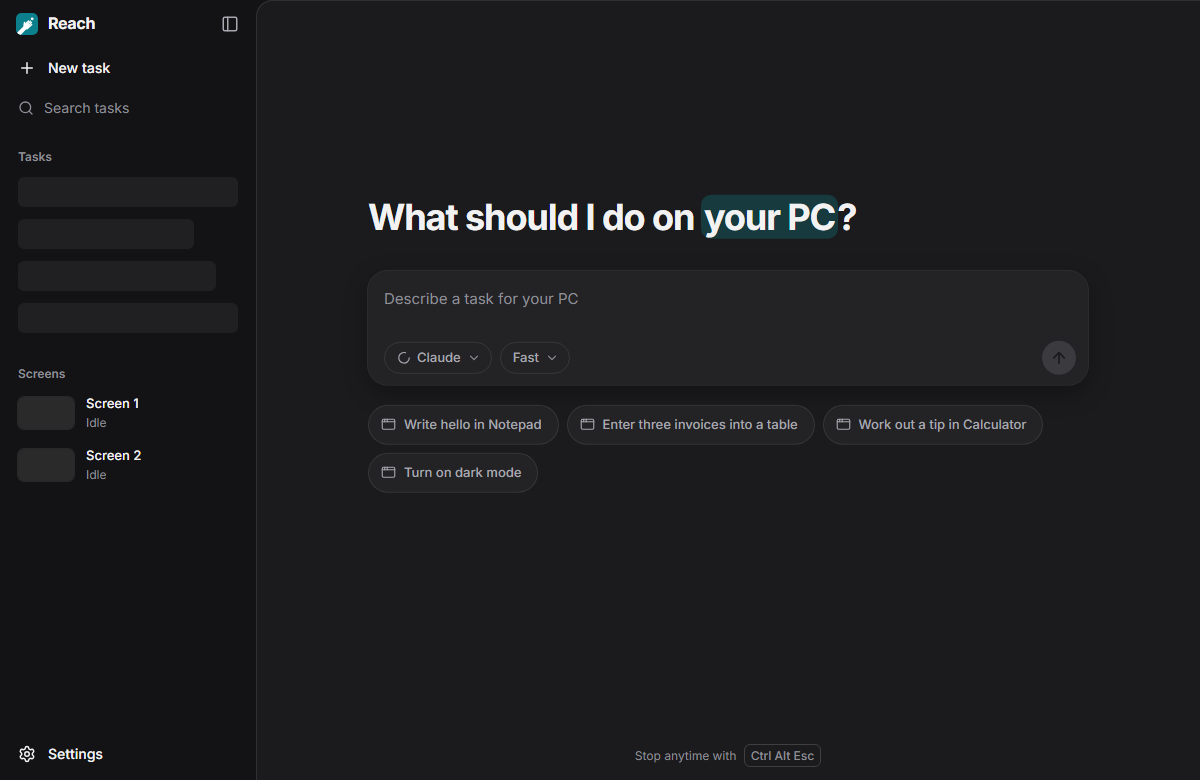 Reach
New task
Search tasks
Tasks
Screens
Screen 1
Idle
Screen 2
Idle
Settings
What should I do on your PC?
Describe a task for your PC
Claude
Fast
Write hello in Notepad
Enter three invoices into a table
Work out a tip in Calculator
Turn on dark mode
Stop anytime with Ctrl Alt Esc